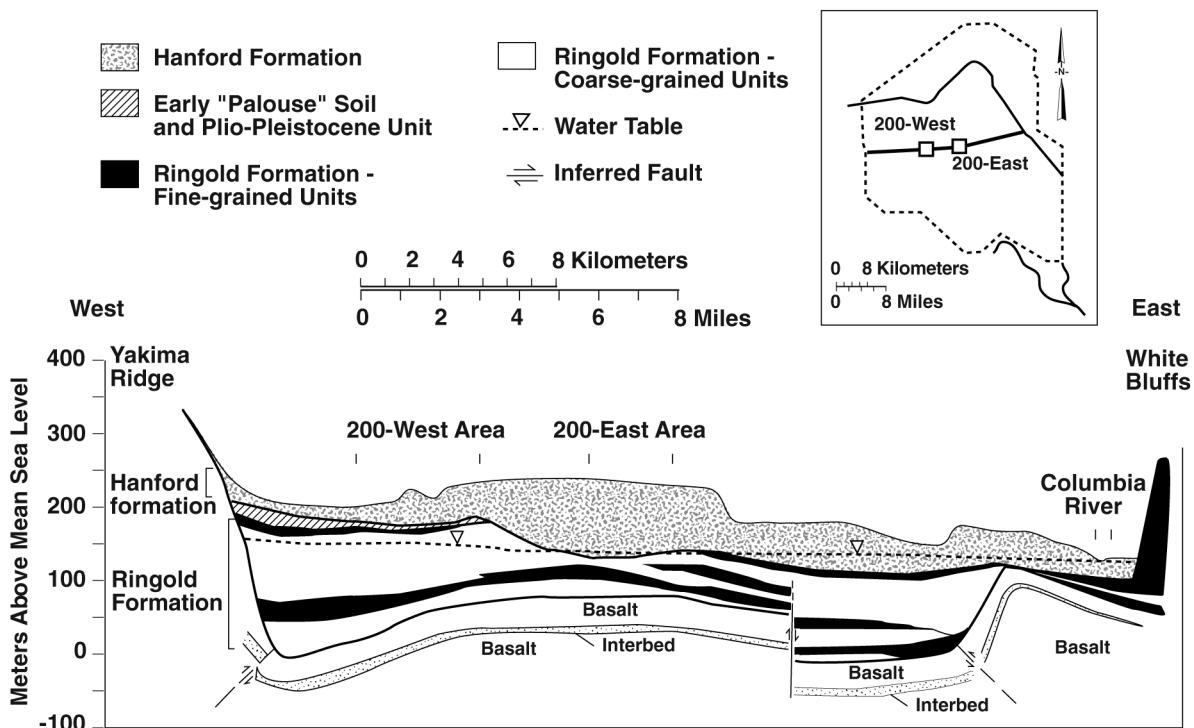 Hanford Formation
Early "Palouse" Soil
and Plio-Pleistocene Unit
Ringold Formation -
Fine-grained Units
Ringold Formation -
Coarse-grained Units
Water Table
Inferred Fault
-N-
200-West
200-East
0 8 Kilometers
0 8 Miles
0 2 4 6 8 Kilometers
0 2 4 6 8 Miles
West
East
Yakima
Ridge
White
Bluffs
Meters Above Mean Sea Level
400
300
200
100
0
-100
200-West Area
200-East Area
Hanford
formation
Columbia
River
Ringold
Formation
Basalt
Basalt
Interbed
Basalt
Interbed
Basalt